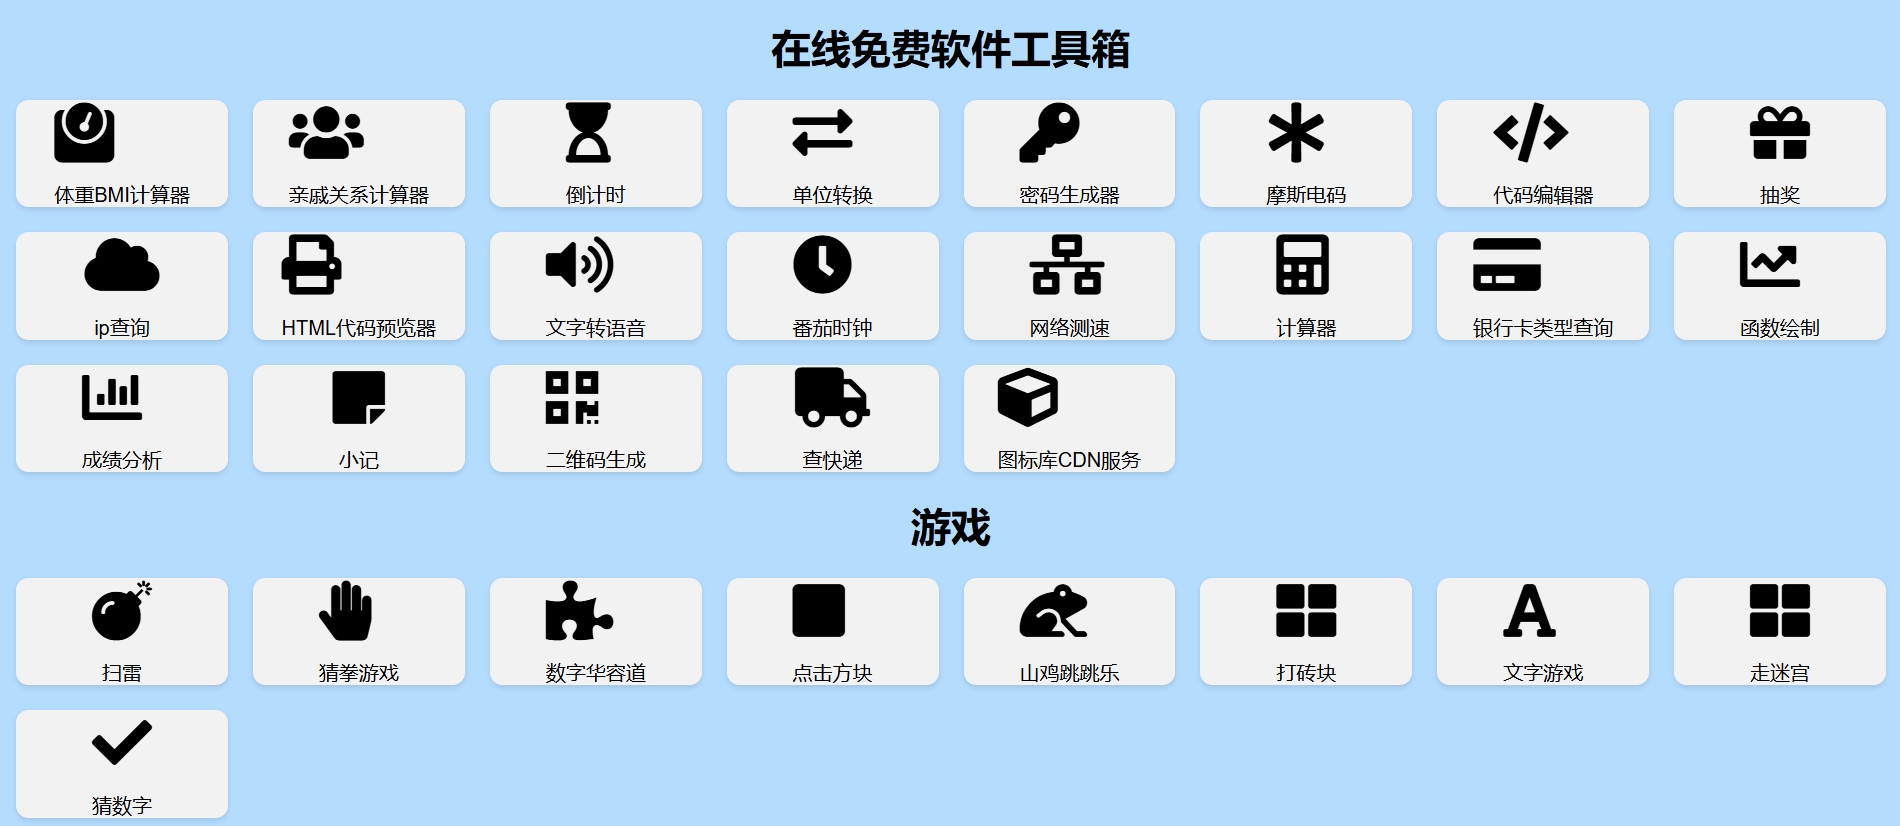 在线免费软件工具箱
体重BMI计算器
亲戚关系计算器
倒计时
单位转换
密码生成器
摩斯电码
代码编辑器
抽奖
ip查询
HTML代码预览器
文字转语音
番茄时钟
网络测速
计算器
银行卡类型查询
函数绘制
成绩分析
小记
二维码生成
查快递
图标库CDN服务
游戏
扫雷
猜拳游戏
数字华容道
点击方块
山鸡跳跳乐
打砖块
文字游戏
走迷宫
猜数字